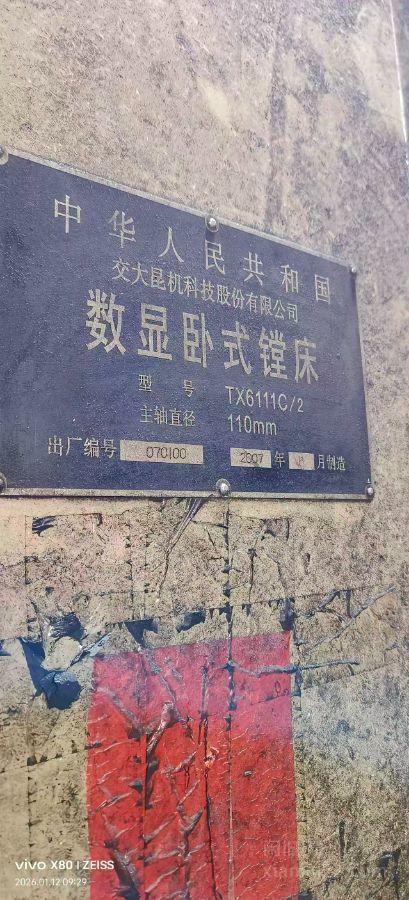 中华人民共和国
交大昆机科技股份有限公司
数显卧式镗床
型 号 TX6111C/2
主轴直径 110mm
出厂编号 070100 2007 年 月制造
vivo X80 | ZEISS
2026.01.12 09:29